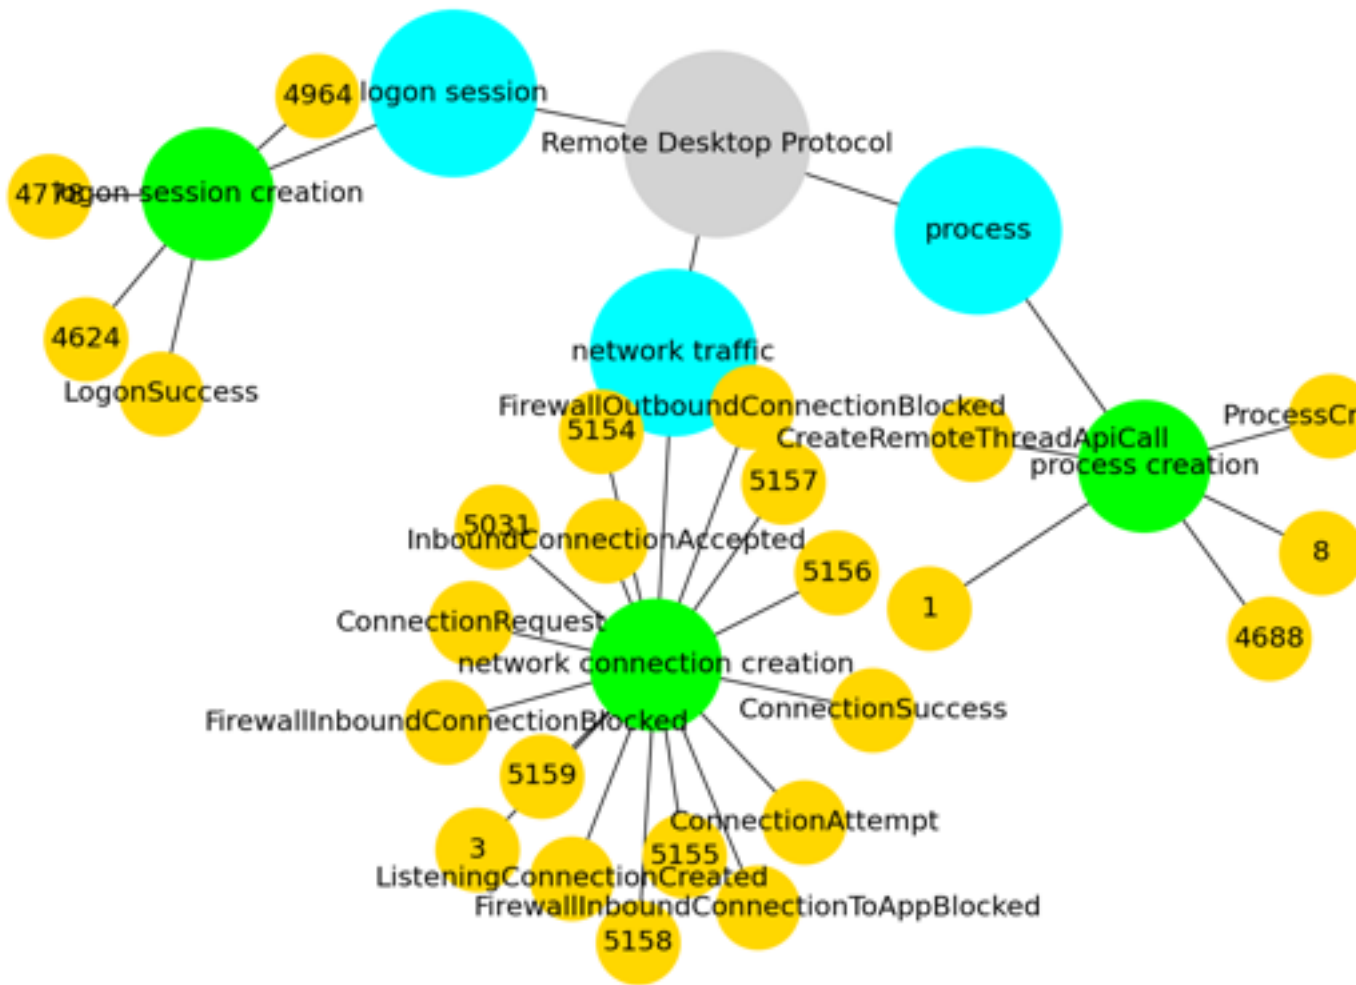 4964
logon session
Remote Desktop Protocol
4778
logon session creation
process
4624
network traffic
LogonSuccess
FirewallOutboundConnectionBlocked
ProcessCr
5154
CreateRemoteThreadApiCall
process creation
5157
5031
InboundConnectionAccepted
8
5156
1
ConnectionRequest
4688
network connection creation
ConnectionSuccess
FirewallInboundConnectionBlocked
5159
ConnectionAttempt
3
5155
ListeningConnectionCreated
FirewallInboundConnectionToAppBlocked
5158